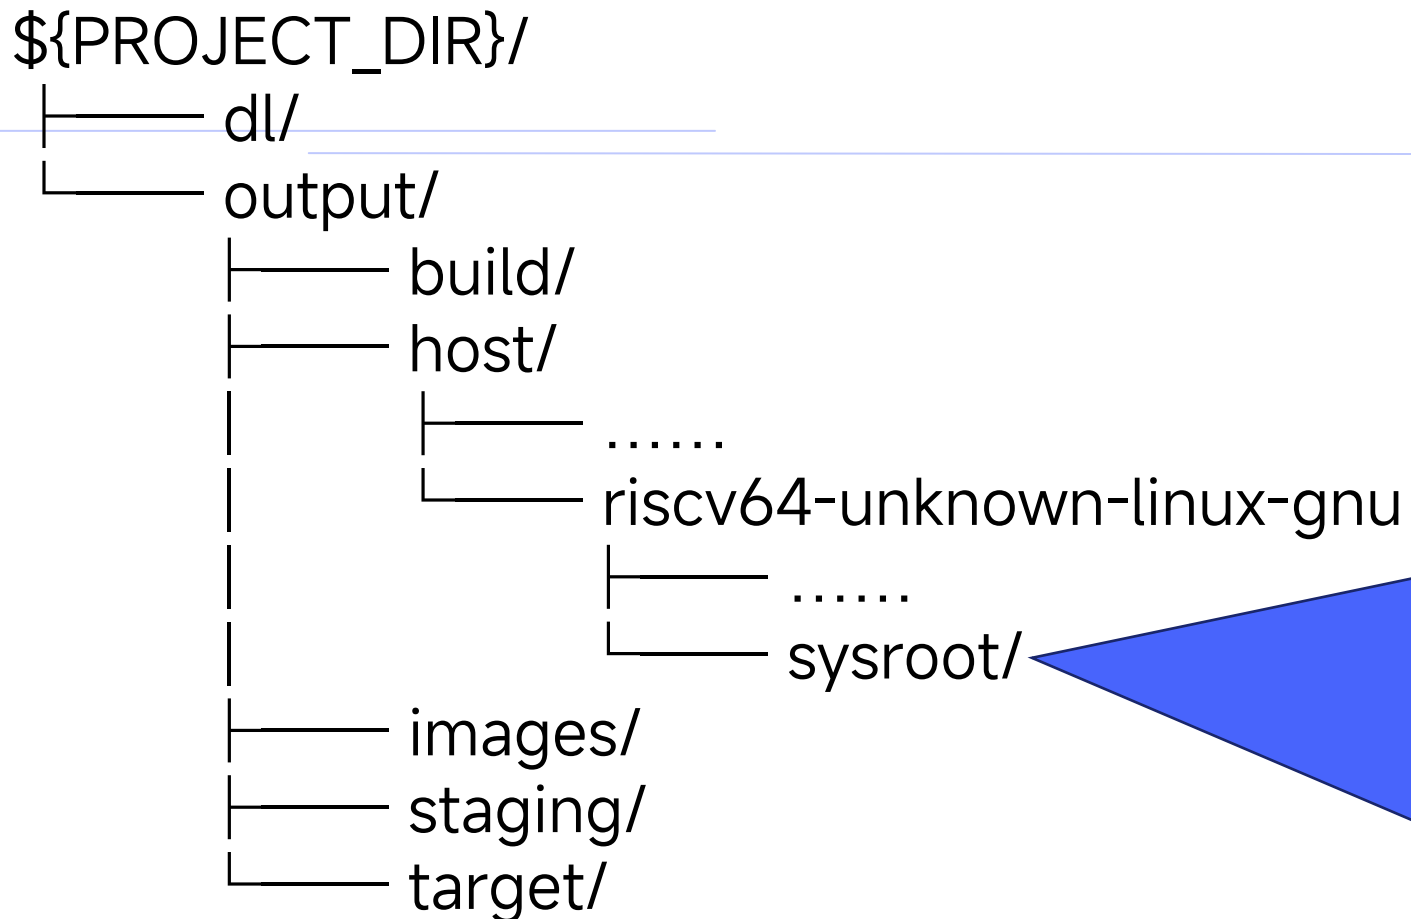 ${PROJECT_DIR}/
├── dl/
└── output/
├── build/
├── host/
│ ├── ......
│ └── riscv64-unknown-linux-gnu
│ ├── ......
│ └── sysroot/
├── images/
├── staging/
└── target/